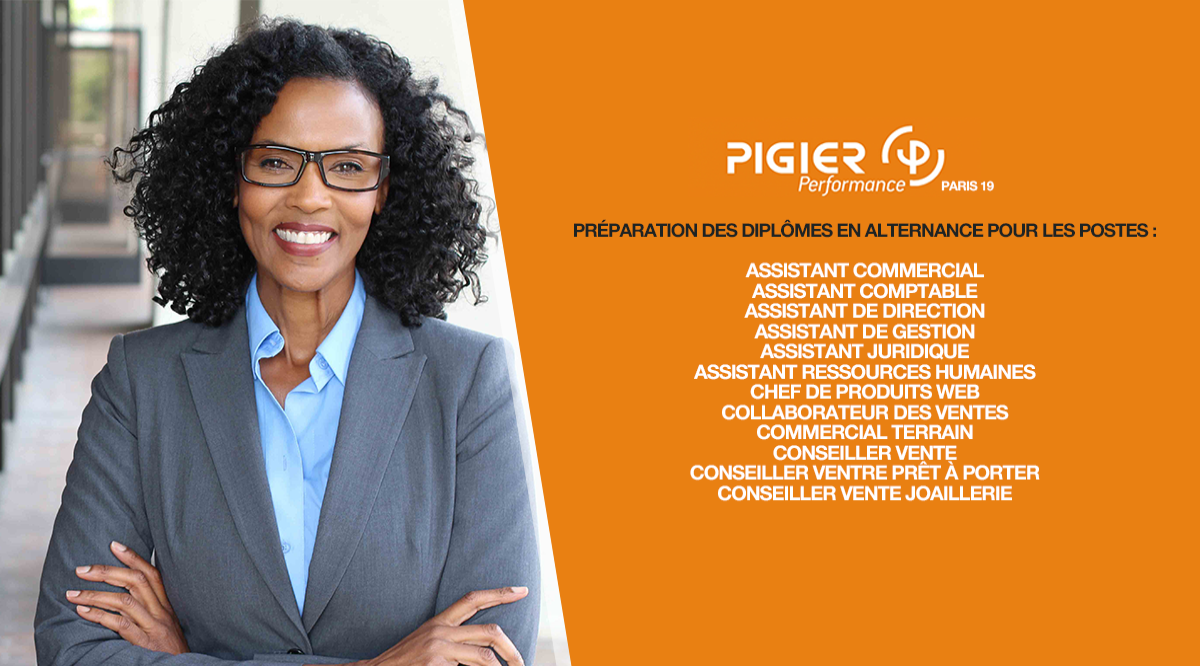 PIGIER
Performance PARIS 19
PRÉPARATION DES DIPLÔMES EN ALTERNANCE POUR LES POSTES :
ASSISTANT COMMERCIAL
ASSISTANT COMPTABLE
ASSISTANT DE DIRECTION
ASSISTANT DE GESTION
ASSISTANT JURIDIQUE
ASSISTANT RESSOURCES HUMAINES
CHEF DE PRODUITS WEB
COLLABORATEUR DES VENTES
COMMERCIAL TERRAIN
CONSEILLER VENTE
CONSEILLER VENTRE PRÊT À PORTER
CONSEILLER VENTE JOAILLERIE